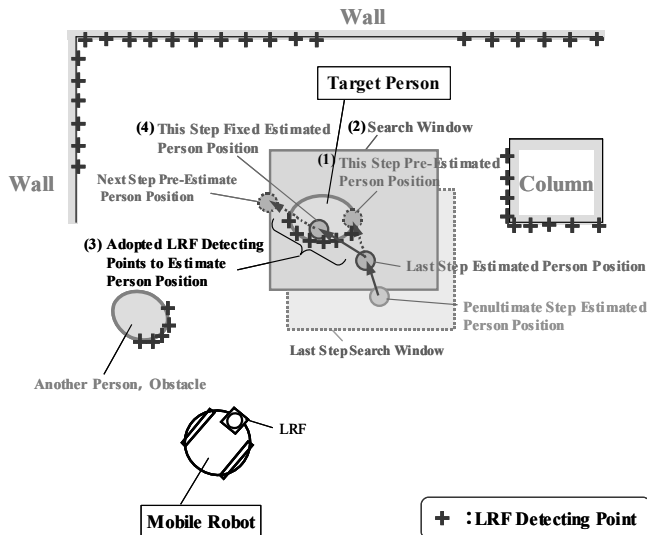 Wall
Target Person
(4) This Step Fixed Estimated
Person Position
(2) Search Window
(1) This Step Pre-Estimated
Person Position
Wall
Next Step Pre-Estimate
Person Position
Column
(3) Adopted LRF Detecting
Points to Estimate
Person Position
Last Step Estimated Person Position
Penultimate Step Estimated
Person Position
Last Step Search Window
Another Person, Obstacle
LRF
Mobile Robot
+ : LRF Detecting Point